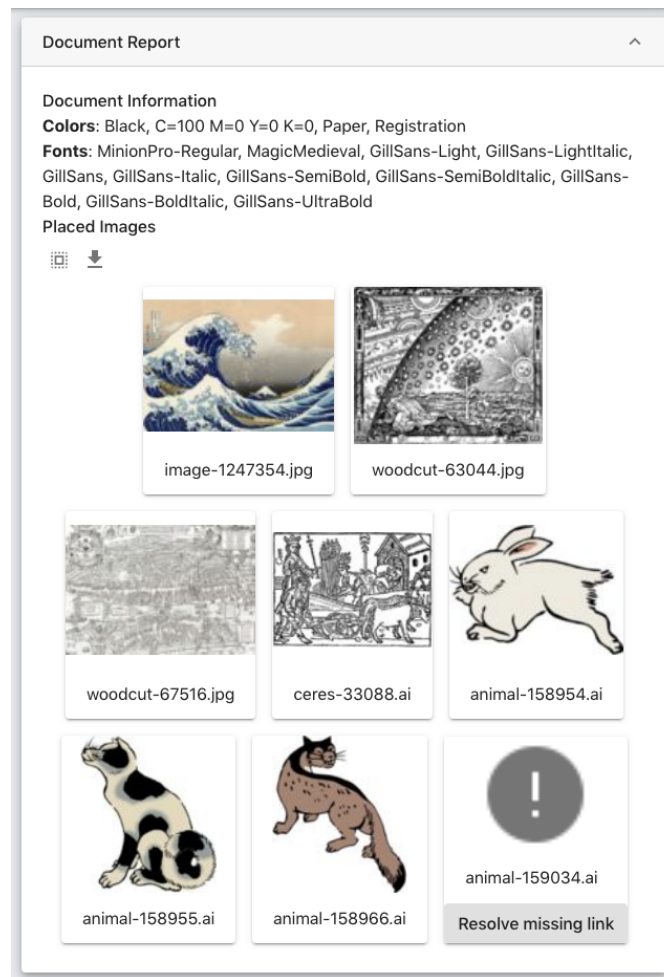 Document Report
Document Information
Colors: Black, C=100 M=0 Y=0 K=0, Paper, Registration
Fonts: MinionPro-Regular, MagicMedieval, GillSans-Light, GillSans-LightItalic,
GillSans, GillSans-Italic, GillSans-SemiBold, GillSans-SemiBoldItalic, GillSans-
Bold, GillSans-BoldItalic, GillSans-UltraBold
Placed Images
image-1247354.jpg
woodcut-63044.jpg
woodcut-67516.jpg
ceres-33088.ai
animal-158954.ai
animal-158955.ai
animal-158966.ai
animal-159034.ai
Resolve missing link